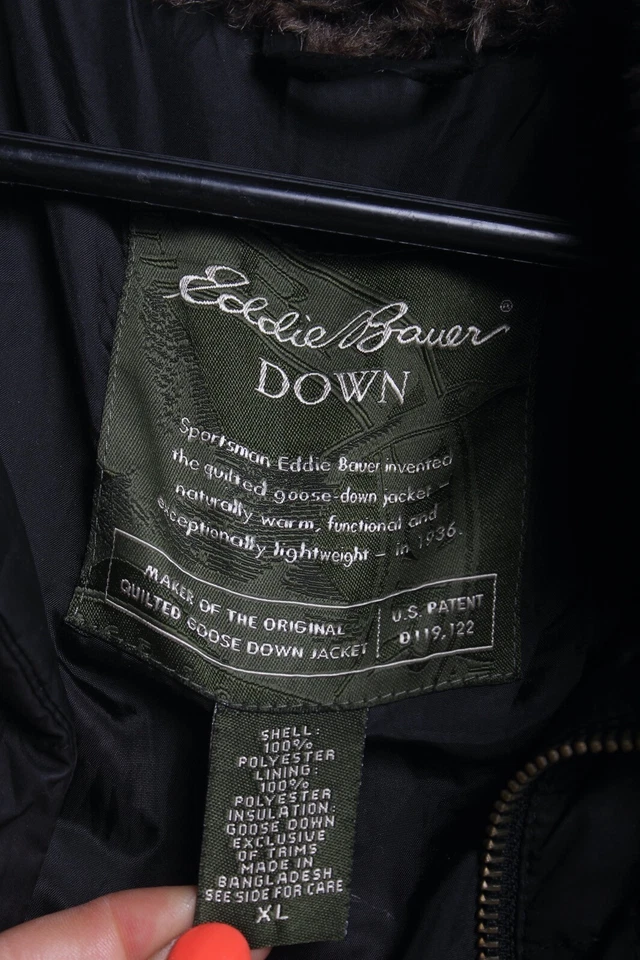 Eddie Bauer ®
DOWN
Sportsman Eddie Bauer invented
the quilted goose-down jacket –
naturally warm, functional and
exceptionally lightweight – in 1936.
MAKER OF THE ORIGINAL
QUILTED GOOSE DOWN JACKET
U.S. PATENT
D119,122
SHELL:
100%
POLYESTER
LINING:
100%
POLYESTER
INSULATION:
GOOSE DOWN
EXCLUSIVE
OF TRIMS
MADE IN
BANGLADESH
SEE SIDE FOR CARE
XL